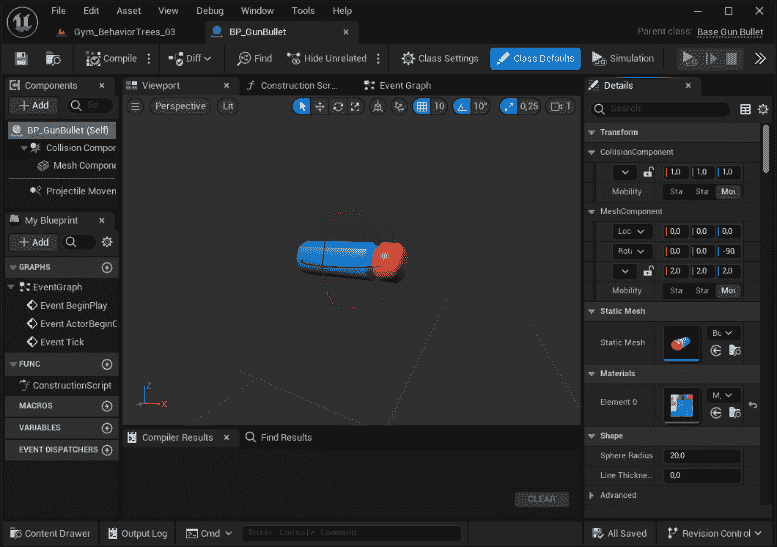 File Edit Asset View Debug Window Tools Help
Gym_BehaviorTrees_03 BP_GunBullet
Parent class: Base Gun Bullet
Compile Diff Find Hide Unrelated Class Settings Class Defaults Simulation
Components Viewport Construction Scr... Event Graph Details
+ Add Se Perspective Lit 10 10° 0,25 1 Search
BP_GunBullet (Self) Transform
Collision Compor CollisionComponent
Mesh Compone 1,0 1,0 1,0
Projectile Movem Mobility Sta Stat Mov
My Blueprint MeshComponent
+ Add Loc 0,0 0,0 0,0
GRAPHS Rota 0,0 0,0 -90
EventGraph 2,0 2,0 2,0
Event BeginPlay Mobility Sta Stat Mov
Event ActorBeginO Static Mesh
Event Tick Static Mesh Bu
FUNC
ConstructionScript Materials
MACROS Element 0 M_
VARIABLES Shape
EVENT DISPATCHERS Sphere Radius 20,0
Z X
Compiler Results Find Results Line Thickne... 0,0
CLEAR Advanced
Content Drawer Output Log Cmd Enter Console Command All Saved Revision Control